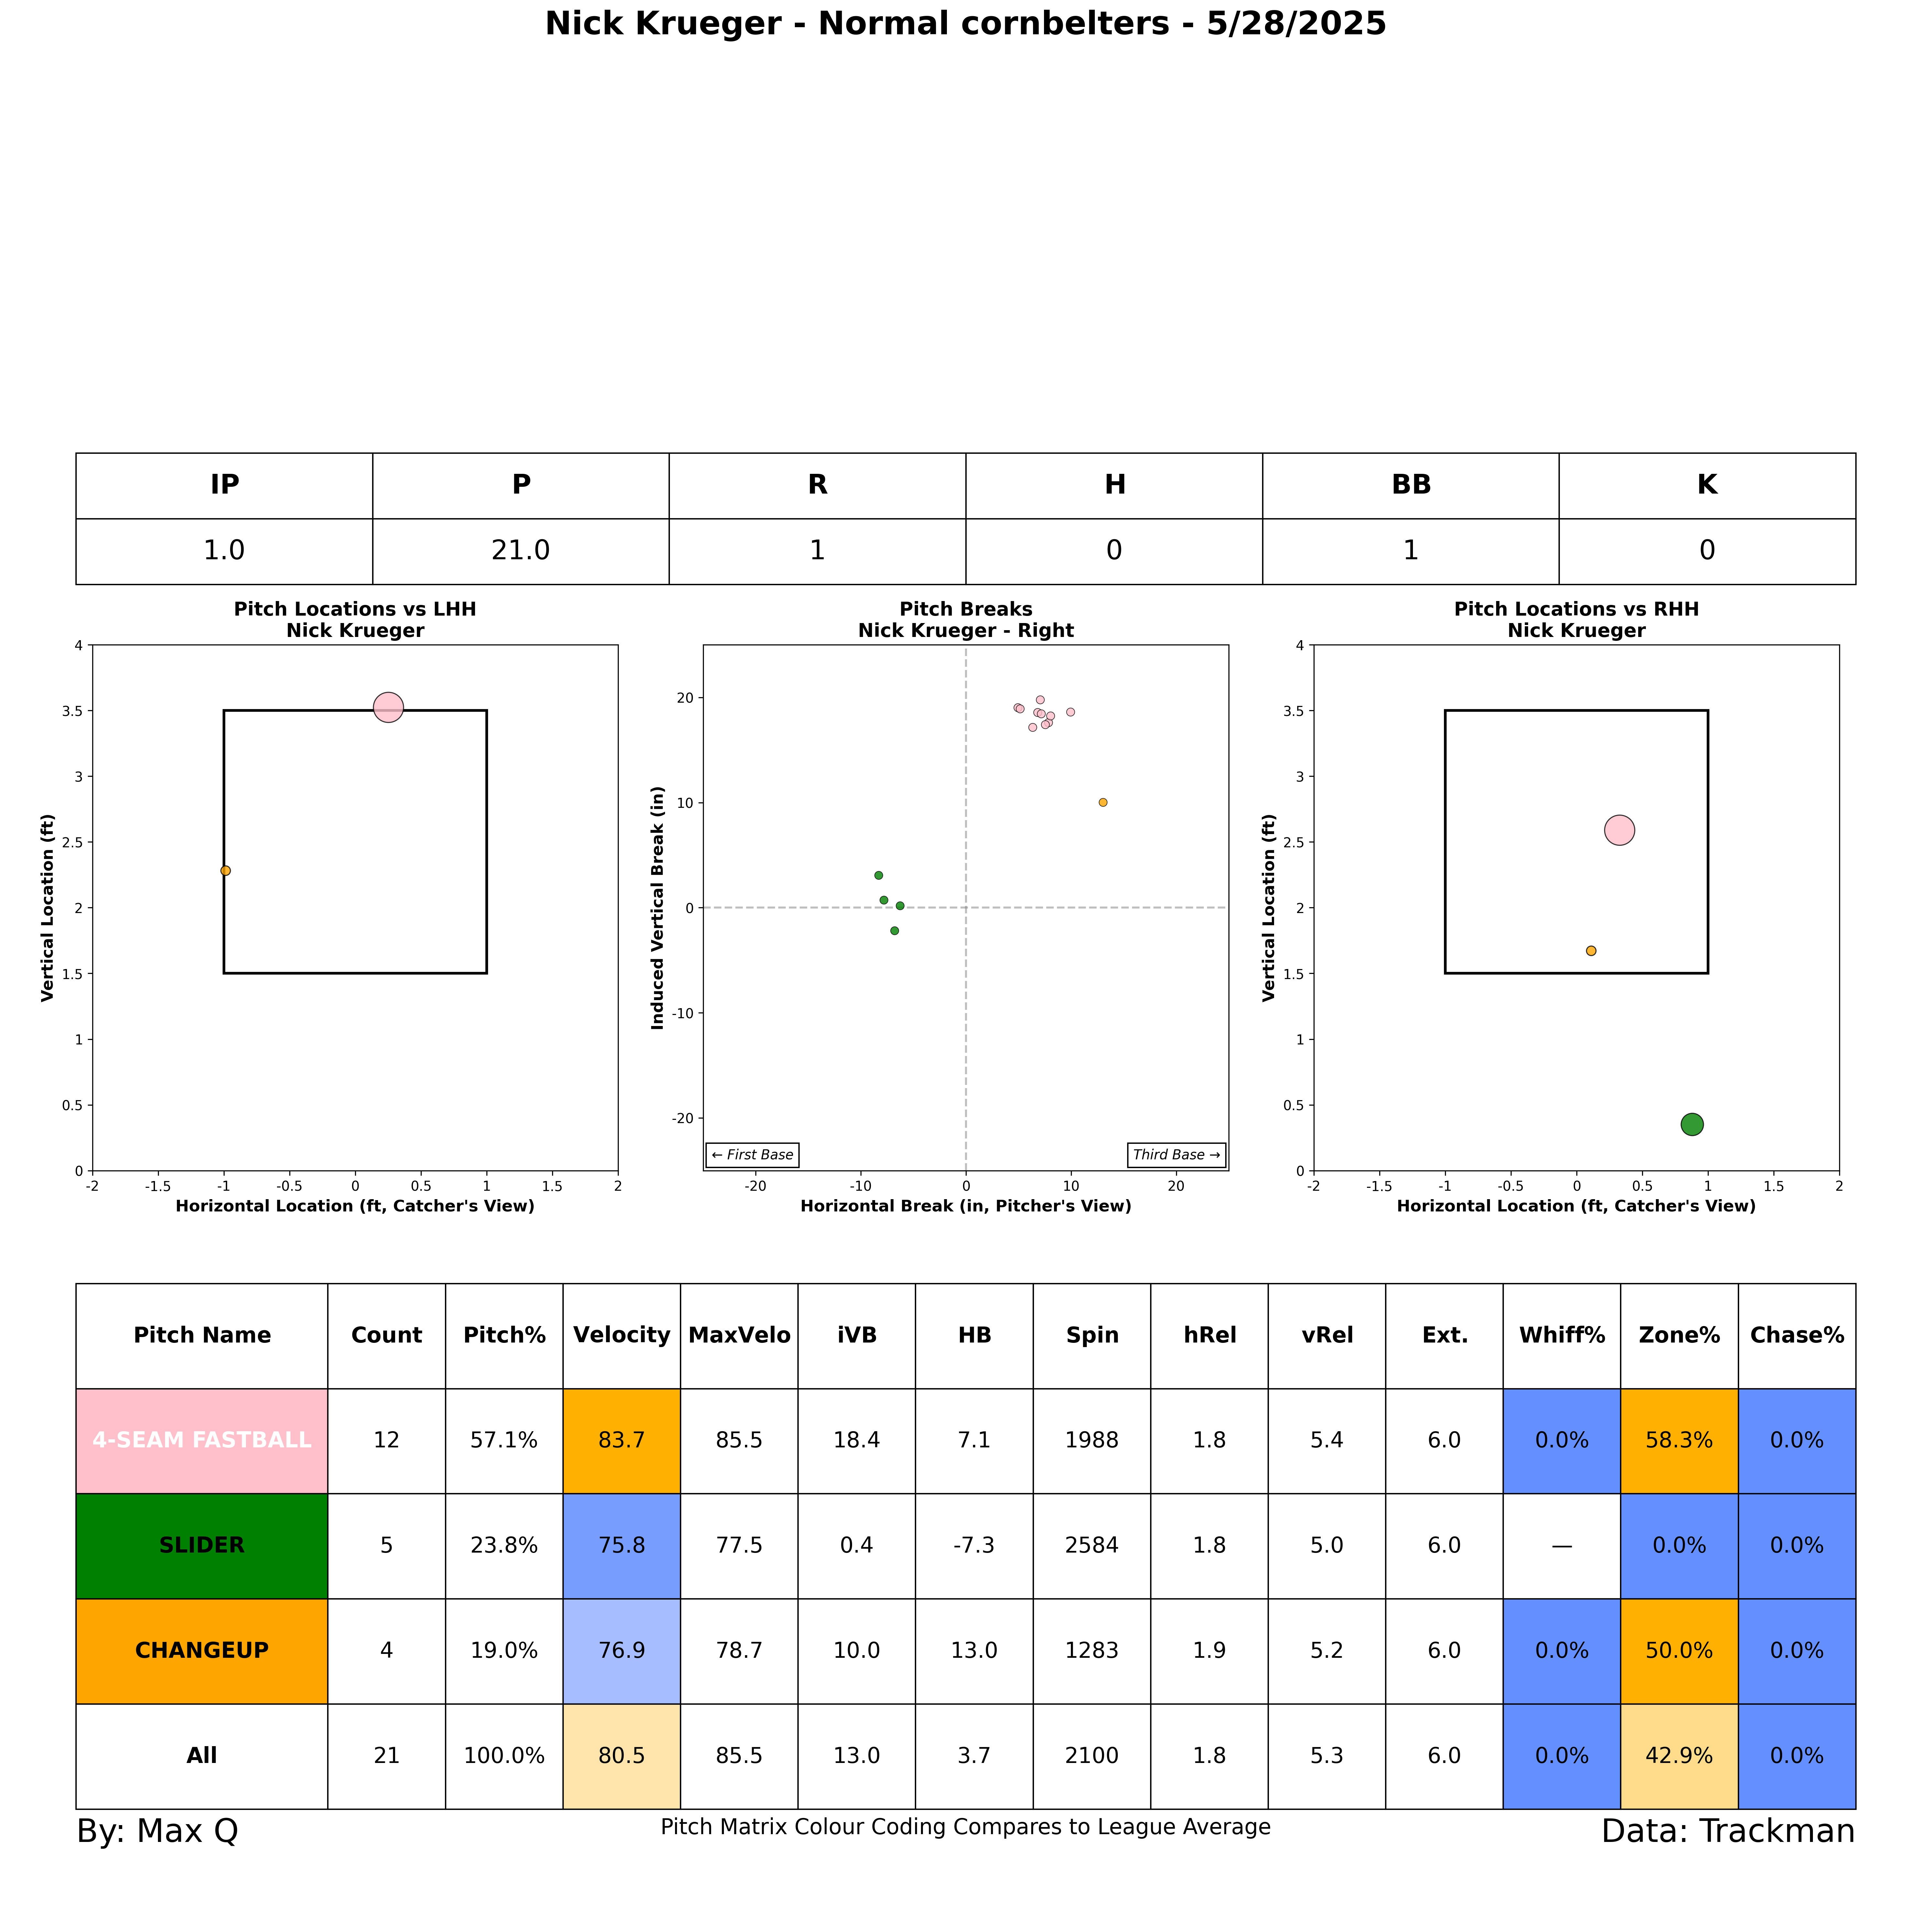 Nick Krueger - Normal cornbelters - 5/28/2025
IP P R H BB K
1.0 21.0 1 0 1 0
Pitch Locations vs LHH
Nick Krueger
4
3.5
3
2.5
2
1.5
1
0.5
0
-2 -1.5 -1 -0.5 0 0.5 1 1.5 2
Vertical Location (ft)
Horizontal Location (ft, Catcher's View)
Pitch Breaks
Nick Krueger - Right
20
10
0
-10
-20
← First Base
Third Base →
-20 -10 0 10 20
Induced Vertical Break (in)
Horizontal Break (in, Pitcher's View)
Pitch Locations vs RHH
Nick Krueger
4
3.5
3
2.5
2
1.5
1
0.5
0
-2 -1.5 -1 -0.5 0 0.5 1 1.5 2
Vertical Location (ft)
Horizontal Location (ft, Catcher's View)
Pitch Name Count Pitch% Velocity MaxVelo iVB HB Spin hRel vRel Ext. Whiff% Zone% Chase%
4-SEAM FASTBALL 12 57.1% 83.7 85.5 18.4 7.1 1988 1.8 5.4 6.0 0.0% 58.3% 0.0%
SLIDER 5 23.8% 75.8 77.5 0.4 -7.3 2584 1.8 5.0 6.0 — 0.0% 0.0%
CHANGEUP 4 19.0% 76.9 78.7 10.0 13.0 1283 1.9 5.2 6.0 0.0% 50.0% 0.0%
All 21 100.0% 80.5 85.5 13.0 3.7 2100 1.8 5.3 6.0 0.0% 42.9% 0.0%
By: Max Q
Pitch Matrix Colour Coding Compares to League Average
Data: Trackman